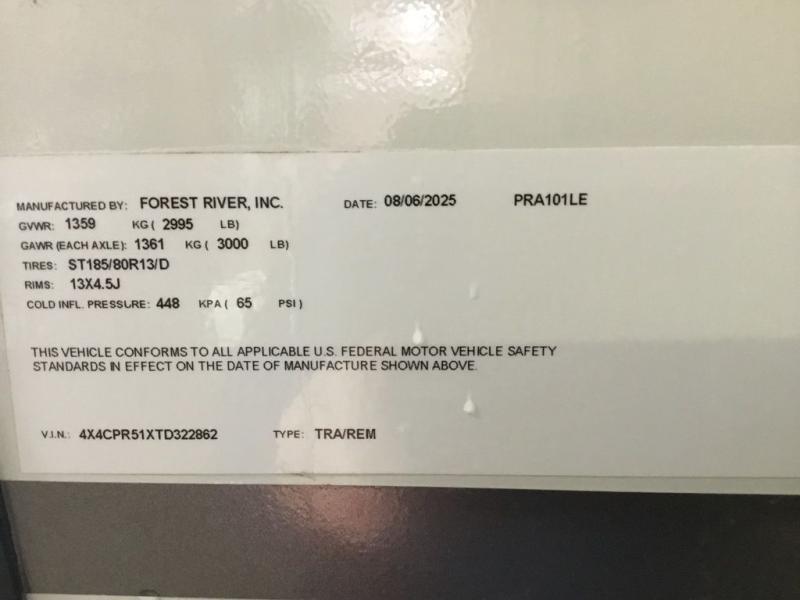 MANUFACTURED BY: FOREST RIVER, INC. DATE: 08/06/2025 PRA101LE
GVWR: 1359 KG ( 2995 LB)
GAWR (EACH AXLE): 1361 KG ( 3000 LB)
TIRES: ST185/80R13/D
RIMS: 13X4.5J
COLD INFL. PRESSURE: 448 KPA ( 65 PSI )
THIS VEHICLE CONFORMS TO ALL APPLICABLE U.S. FEDERAL MOTOR VEHICLE SAFETY
STANDARDS IN EFFECT ON THE DATE OF MANUFACTURE SHOWN ABOVE.
V.I.N.: 4X4CPR51XTD322862 TYPE: TRA/REM